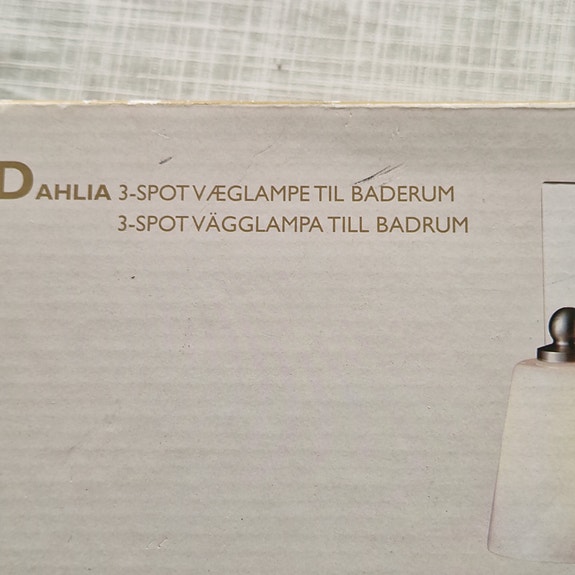 DAHLIA 3-SPOT VÆGLAMPE TIL BADERUM
3-SPOT VÄGGLAMPA TILL BADRUM